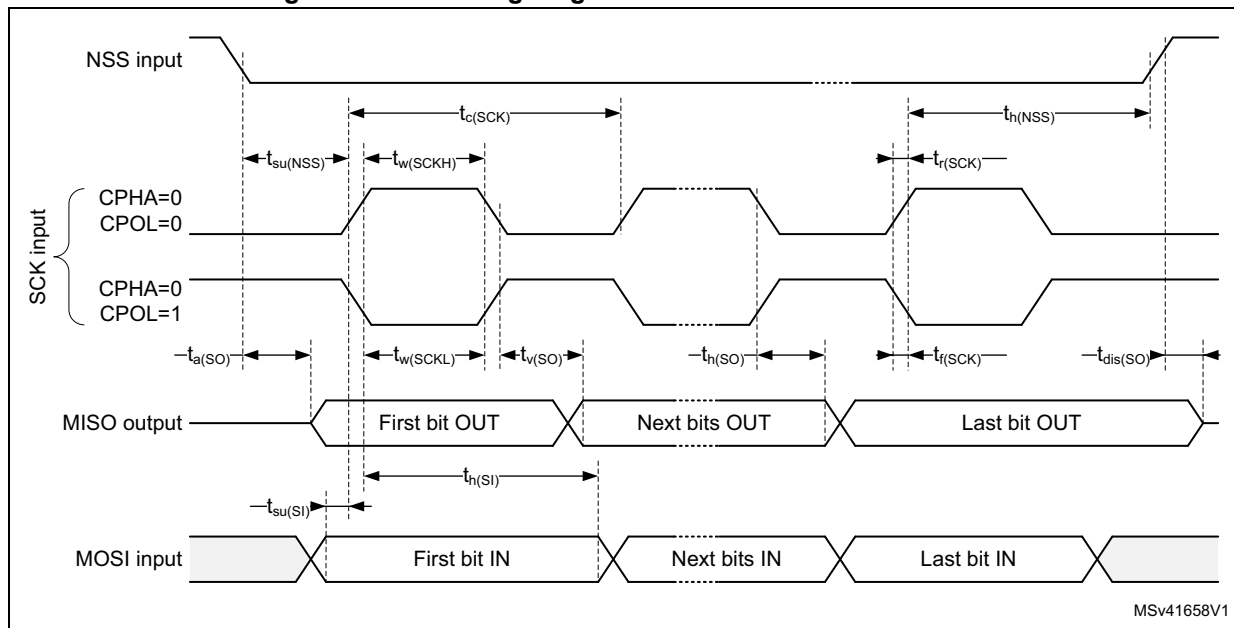 NSS input
tc(SCK)
th(NSS)
tsu(NSS)
tw(SCKH)
tr(SCK)
CPHA=0
CPOL=0
SCK input
CPHA=0
CPOL=1
ta(SO)
tw(SCKL)
tv(SO)
th(SO)
tf(SCK)
tdis(SO)
MISO output
First bit OUT
Next bits OUT
Last bit OUT
th(SI)
tsu(SI)
MOSI input
First bit IN
Next bits IN
Last bit IN
MSv41658V1